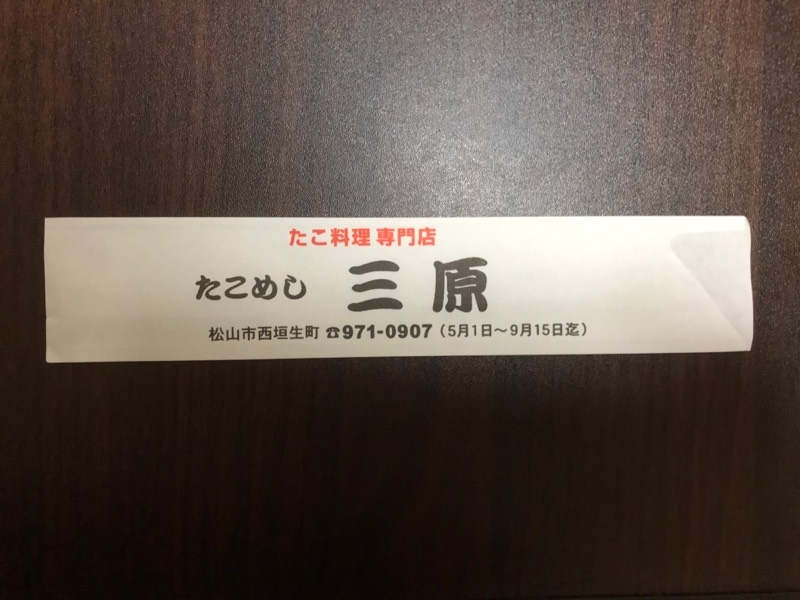 たこ料理 専門店
たこめし 三原
松山市西垣生町 ☎971-0907（5月1日～9月15日迄）